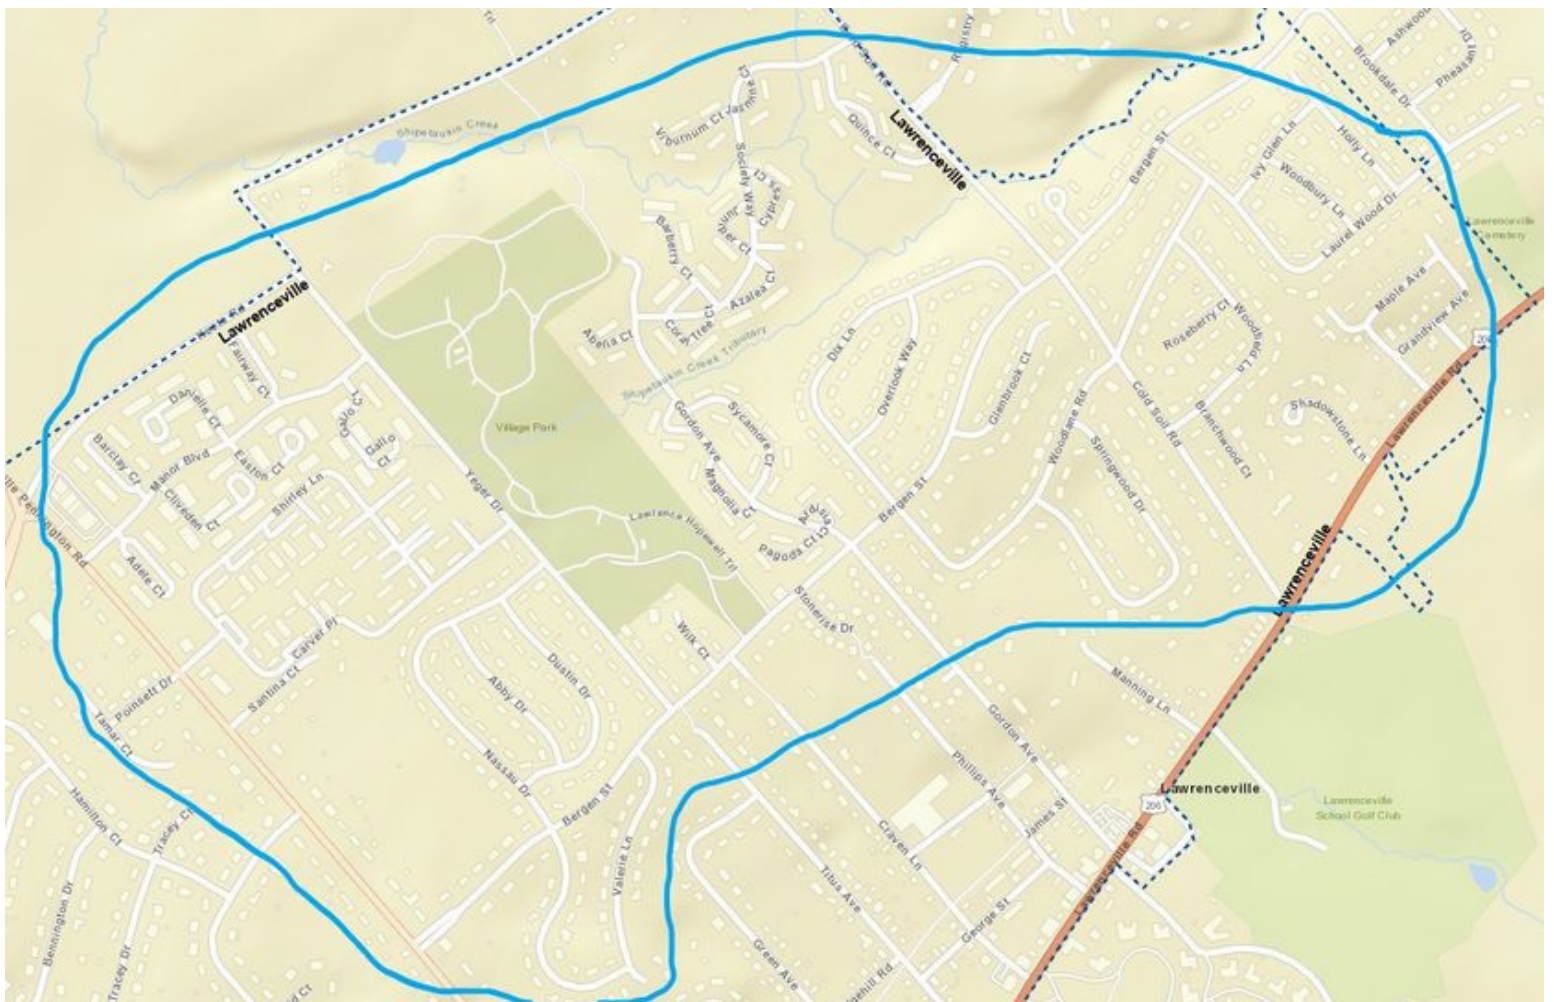 Registry
Ashwoo
Pheasant Dr
Brookdale Dr
Shipetaukin Creek
Jasmine Ct
Quince Ct
Lawrenceville
Society Way
Cypress Ct
Bergen St
Ivy Glen Ln
Holly Ln
Woodbury Ln
Laurel Wood Dr
Lawrenceville
Cemetery
Barberry Ct
Azalea Ct
Maple Ave
Grandview Ave
Lawrenceville
Fairway Ct
Abelia Ct
Cork Tree Ct
Shipetaukin Creek Tributary
Dix Ln
Overlook Way
Roseberry Ct
Woodfield Ln
206
Danielle Ct
Gallo Ct
Gallo
Ct
Village Park
Gordon Ave
Sycamore Ct
Glenbrook Ct
Woodlane Rd
Cold Soil Rd
Branchwood Ct
Shadowstone Ln
Lawrenceville Rd
Barclay Ct
Manor Blvd
Easton Ct
Shirley Ln
Cliveden Ct
Yeger Dr
Magnolia Ct
Springwood Dr
Bergen St
Pennington Rd
Adele Ct
Lawrence Hopewell Trl
Pagoda Ct
Lawrenceville
Stonerise Dr
Carver Pl
Wilk Ct
Poinsett Dr
Santina Ct
Abby Dr
Dustin Dr
Manning Ln
Tamar Ct
Nassau Dr
Gordon Ave
Hamilton Ct
Tracey Ct
Bergen St
Phillips Ave
Lawrenceville
206
Lawrenceville
School Golf Club
James St
Craven Ln
Valerie Ln
Titus Ave
Lawrenceville Rd
George St
Bennington Dr
Tracey Dr
Green Ave